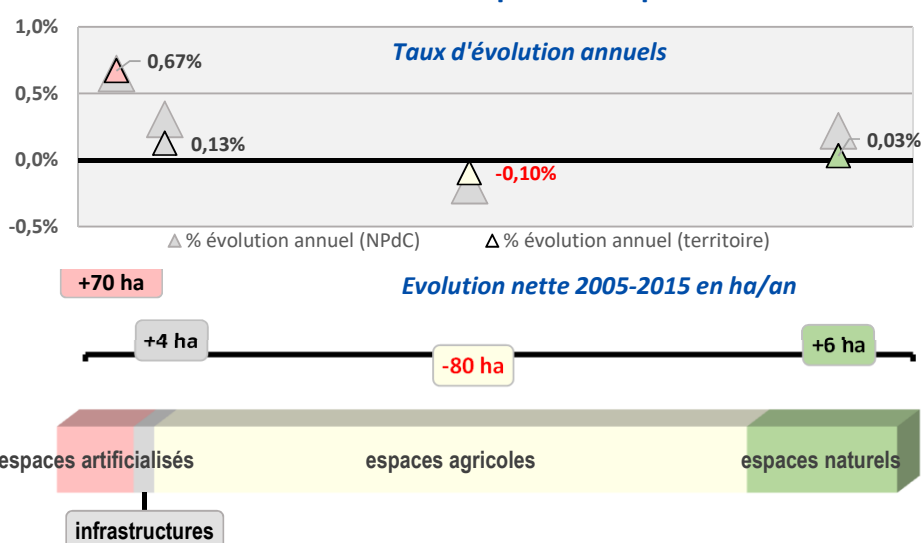 1,0%
Taux d'évolution annuels
0,67%
0,5%
0,13%
0,03%
0,0%
-0,10%
-0,5%
% évolution annuel (NPdC)
% évolution annuel (territoire)
+70 ha
Evolution nette 2005-2015 en ha/an
+4 ha
+6 ha
-80 ha
espaces artificialisés
espaces agricoles
espaces naturels
infrastructures